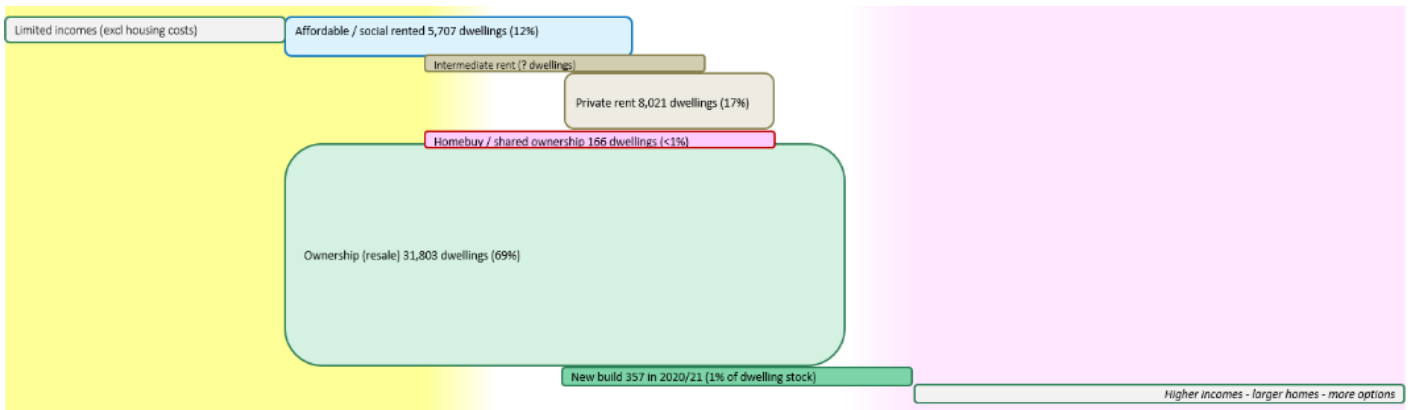 Limited incomes (excl housing costs)
Affordable / social rented 5,707 dwellings (12%)
Intermediate rent (? dwellings)
Private rent 8,021 dwellings (17%)
Homebuy / shared ownership 166 dwellings (<1%)
Ownership (resale) 31,803 dwellings (69%)
New build 357 in 2020/21 (1% of dwelling stock)
Higher incomes - larger homes - more options